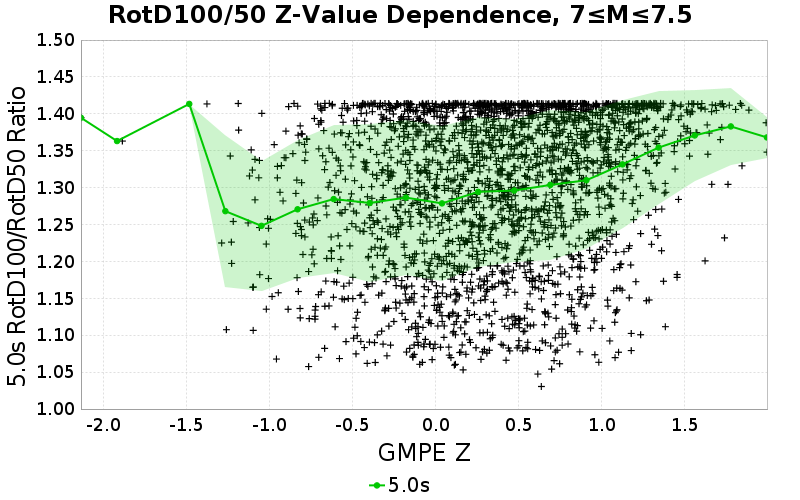 RotD100/50 Z-Value Dependence, 7≤M≤7.5
5.0s RotD100/RotD50 Ratio
1.50
1.45
1.40
1.35
1.30
1.25
1.20
1.15
1.10
1.05
1.00
-2.0 -1.5 -1.0 -0.5 0.0 0.5 1.0 1.5
GMPE Z
5.0s